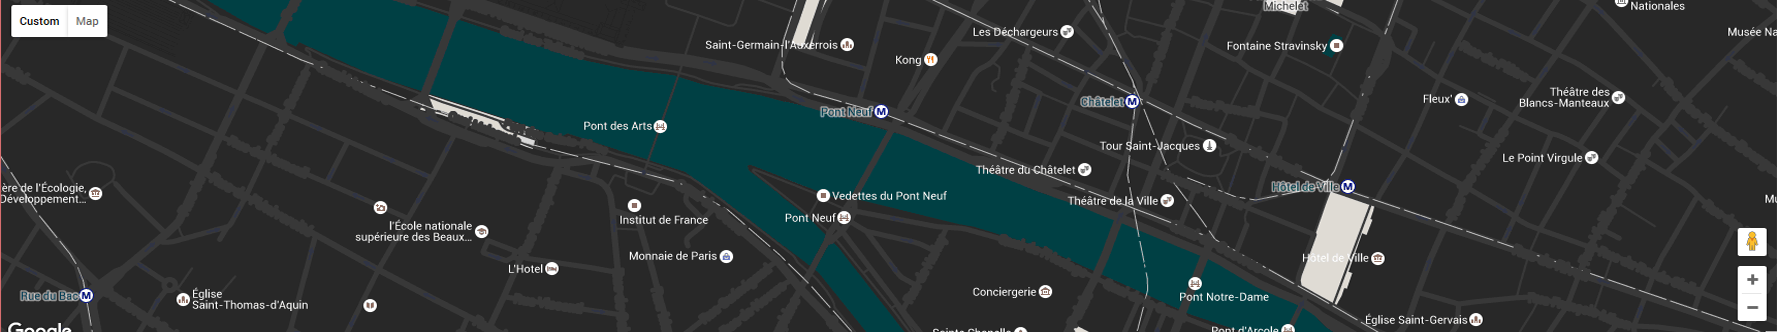 Custom
Map
Michelet
Nationales
Les Déchargeurs
Musée Na
Saint-Germain-l'Auxerrois
Fontaine Stravinsky
Kong
Théâtre des
Blancs-Manteaux
Fleux'
Châtelet M
Pont Neuf M
Pont des Arts
Tour Saint-Jacques
Le Point Virgule
Théâtre du Châtelet
ère de l'Écologie,
Développement...
Hôtel de Ville M
Vedettes du Pont Neuf
Théâtre de la Ville
Mu
Institut de France
Pont Neuf
l'École nationale
supérieure des Beaux...
Monnaie de Paris
Hôtel de Ville
L'Hotel
Conciergerie
Rue du Bac M
Église
Saint-Thomas-d'Aquin
Pont Notre-Dame
Église Saint-Gervais
Google
Sainte Chapelle
Pont d'Arcole